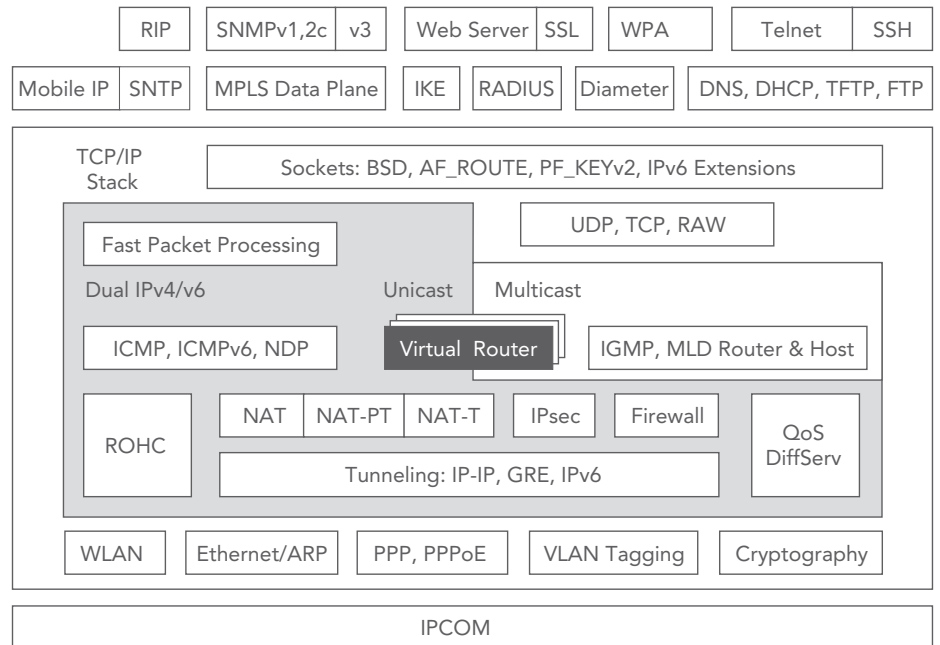 RIP
SNMPv1,2c
v3
Web Server
SSL
WPA
Telnet
SSH
Mobile IP
SNTP
MPLS Data Plane
IKE
RADIUS
Diameter
DNS, DHCP, TFTP, FTP
TCP/IP
Stack
Sockets: BSD, AF_ROUTE, PF_KEYv2, IPv6 Extensions
UDP, TCP, RAW
Fast Packet Processing
Dual IPv4/v6
Unicast
Multicast
ICMP, ICMPv6, NDP
Virtual Router
IGMP, MLD Router & Host
ROHC
NAT
NAT-PT
NAT-T
IPsec
Firewall
QoS
DiffServ
Tunneling: IP-IP, GRE, IPv6
WLAN
Ethernet/ARP
PPP, PPPoE
VLAN Tagging
Cryptography
IPCOM